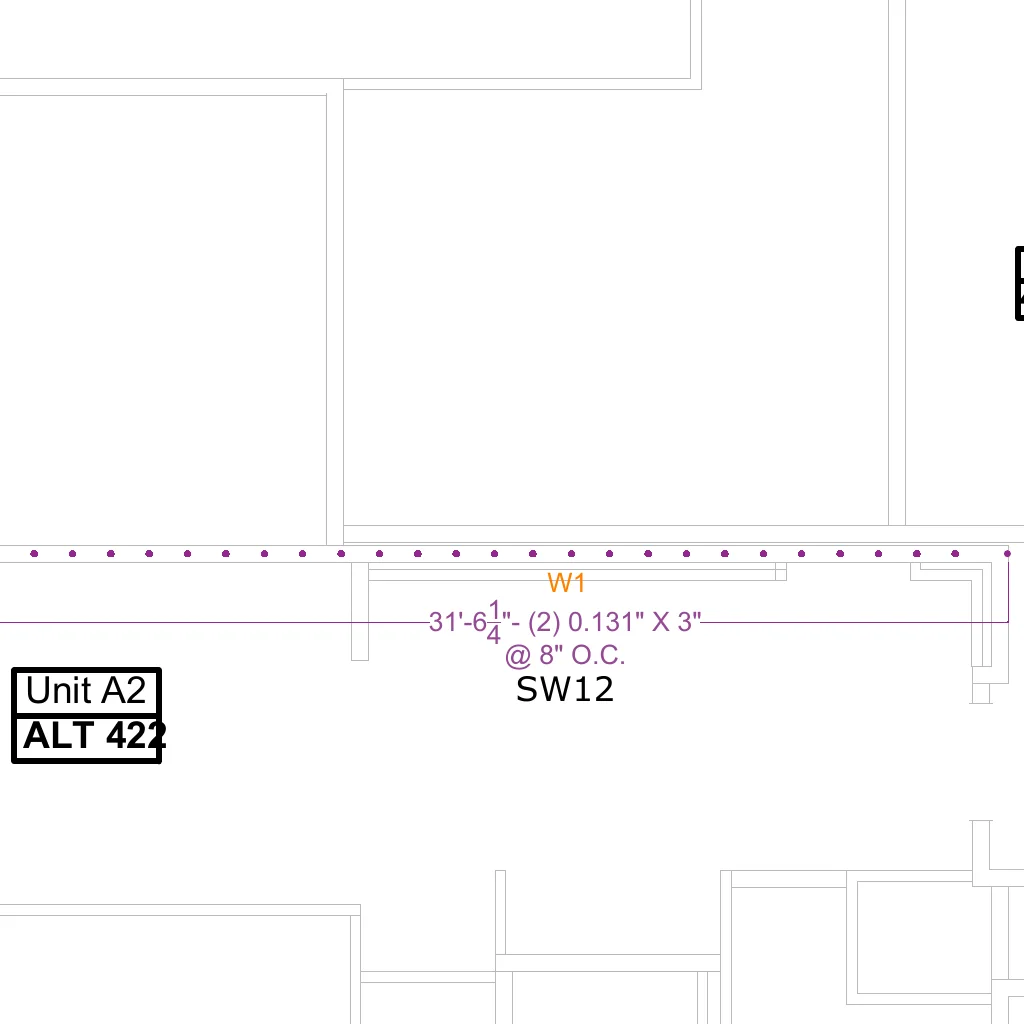 W1
31'-6 1/4"- (2) 0.131" X 3"
@ 8" O.C.
SW12
Unit A2
ALT 422